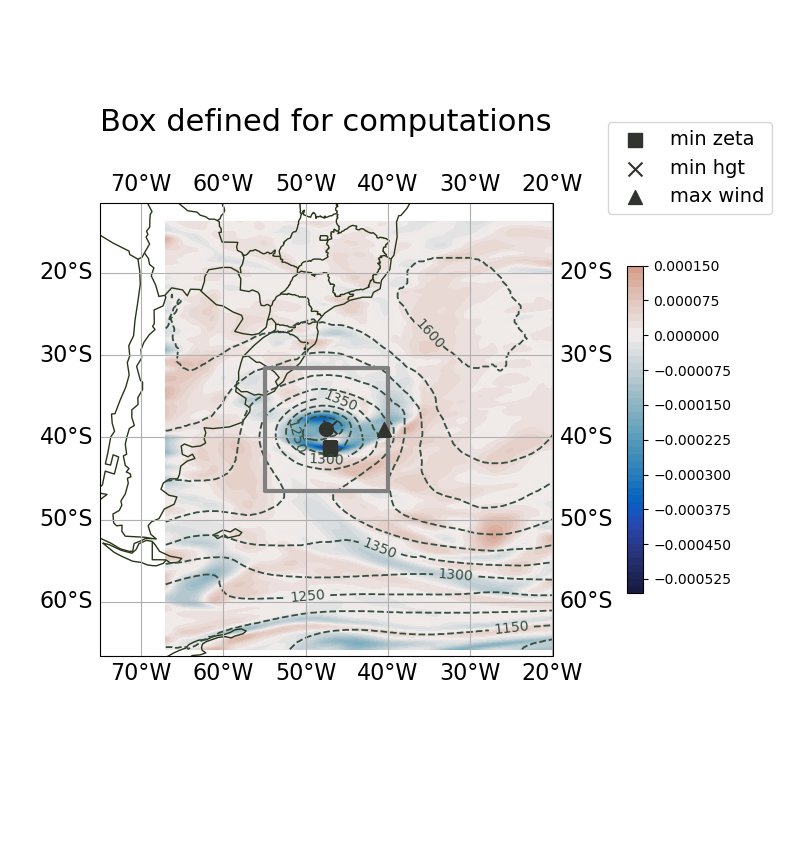 Box defined for computations
min zeta
min hgt
max wind
70°W 60°W 50°W 40°W 30°W 20°W
20°S 20°S
30°S 30°S
40°S 40°S
50°S 50°S
60°S 60°S
70°W 60°W 50°W 40°W 30°W 20°W
1600
1350
1250
1300
1350
1300
1250
1150
0.000150
0.000075
0.000000
−0.000075
−0.000150
−0.000225
−0.000300
−0.000375
−0.000450
−0.000525